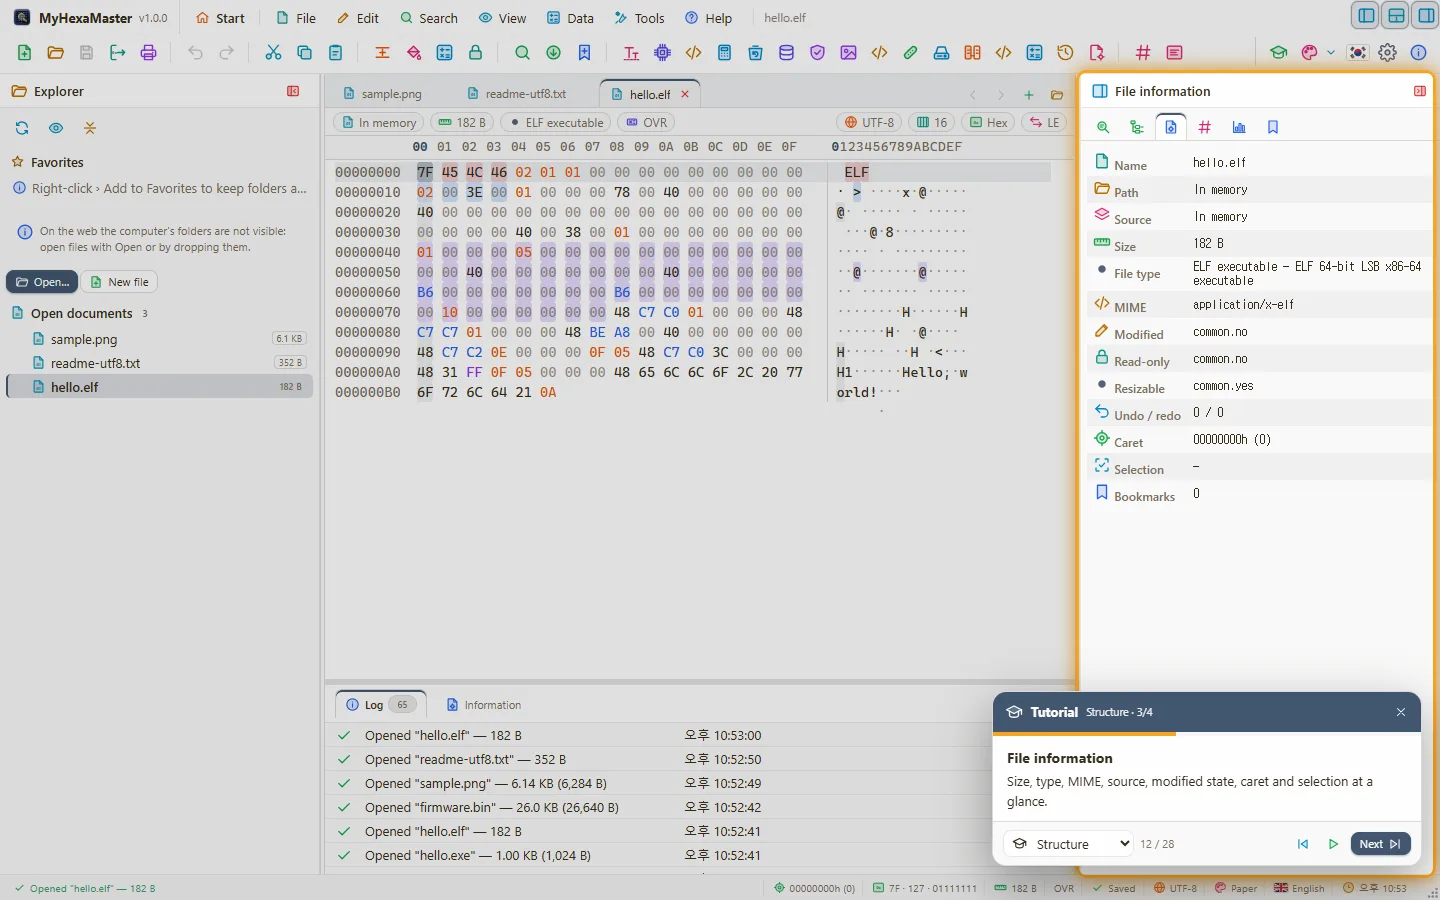 MyHexaMaster v1.0.0 Start File Edit Search View Data Tools Help hello.elf
Explorer
Favorites
Right-click › Add to Favorites to keep folders a...
On the web the computer's folders are not visible:
open files with Open or by dropping them.
Open... New file
Open documents 3
sample.png 6.1 KB
readme-utf8.txt 352 B
hello.elf 182 B
sample.png readme-utf8.txt hello.elf
In memory 182 B ELF executable OVR UTF-8 16 Hex LE
00 01 02 03 04 05 06 07 08 09 0A 0B 0C 0D 0E 0F 0123456789ABCDEF
00000000 7F 45 4C 46 02 01 01 00 00 00 00 00 00 00 00 00 ELF
00000010 02 00 3E 00 01 00 00 00 78 00 40 00 00 00 00 00 · > ····x·@·····
00000020 40 00 00 00 00 00 00 00 00 00 00 00 00 00 00 00 @· ····· · ·····
00000030 00 00 00 00 40 00 38 00 01 00 00 00 00 00 00 00 ···@·8·········
00000040 01 00 00 00 05 00 00 00 00 00 00 00 00 00 00 00
00000050 00 00 40 00 00 00 00 00 00 00 40 00 00 00 00 00 ··@· ·····@·····
00000060 B6 00 00 00 00 00 00 00 B6 00 00 00 00 00 00 00
00000070 00 10 00 00 00 00 00 00 48 C7 C0 01 00 00 00 48 ········H······H
00000080 C7 C7 01 00 00 00 48 BE A8 00 40 00 00 00 00 00 ······H· ·@·····
00000090 48 C7 C2 0E 00 00 00 0F 05 48 C7 C0 3C 00 00 00 H······ ·H ·<···
000000A0 48 31 FF 0F 05 00 00 00 48 65 6C 6C 6F 2C 20 77 H1······Hello,·w
000000B0 6F 72 6C 64 21 0A orld!·
Log 65 Information
Opened "hello.elf" — 182 B 오후 10:53:00
Opened "readme-utf8.txt" — 352 B 오후 10:52:50
Opened "sample.png" — 6.14 KB (6,284 B) 오후 10:52:49
Opened "firmware.bin" — 26.0 KB (26,640 B) 오후 10:52:42
Opened "hello.elf" — 182 B 오후 10:52:41
Opened "hello.exe" — 1.00 KB (1,024 B) 오후 10:52:41
File information
Name hello.elf
Path In memory
Source In memory
Size 182 B
File type ELF executable — ELF 64-bit LSB x86-64
executable
MIME application/x-elf
Modified common.no
Read-only common.no
Resizable common.yes
Undo / redo 0 / 0
Caret 00000000h (0)
Selection —
Bookmarks 0
Tutorial Structure · 3/4
File information
Size, type, MIME, source, modified state, caret and selection at a
glance.
Structure 12 / 28 Next
Opened "hello.elf" — 182 B 00000000h (0) 7F · 127 · 01111111 182 B OVR Saved UTF-8 Paper English 오후 10:53